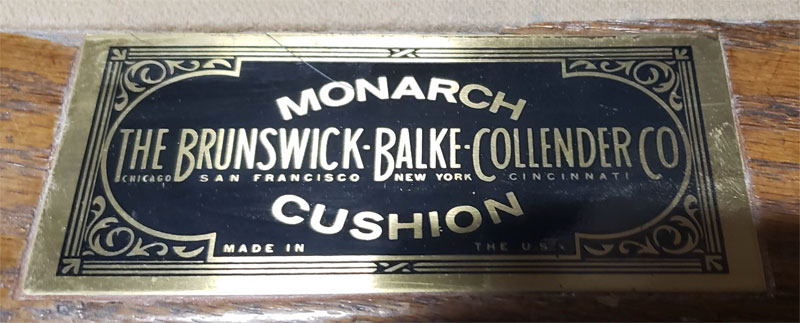 MONARCH
THE BRUNSWICK-BALKE-COLLENDER CO
CHICAGO SAN FRANCISCO NEW YORK CINCINNATI
CUSHION
MADE IN THE U.S.A